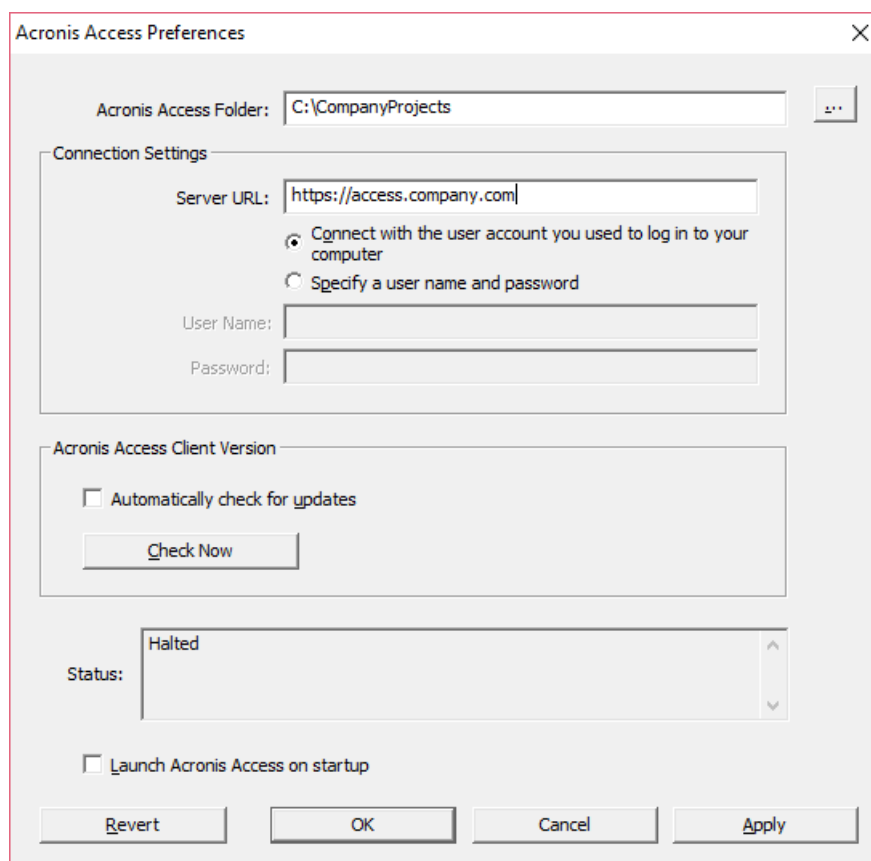 Acronis Access Preferences
Acronis Access Folder: C:\CompanyProjects ...
Connection Settings
Server URL: https://access.company.com
Connect with the user account you used to log in to your
computer
Specify a user name and password
User Name:
Password:
Acronis Access Client Version
Automatically check for updates
Check Now
Halted
Status:
Launch Acronis Access on startup
Revert OK Cancel Apply